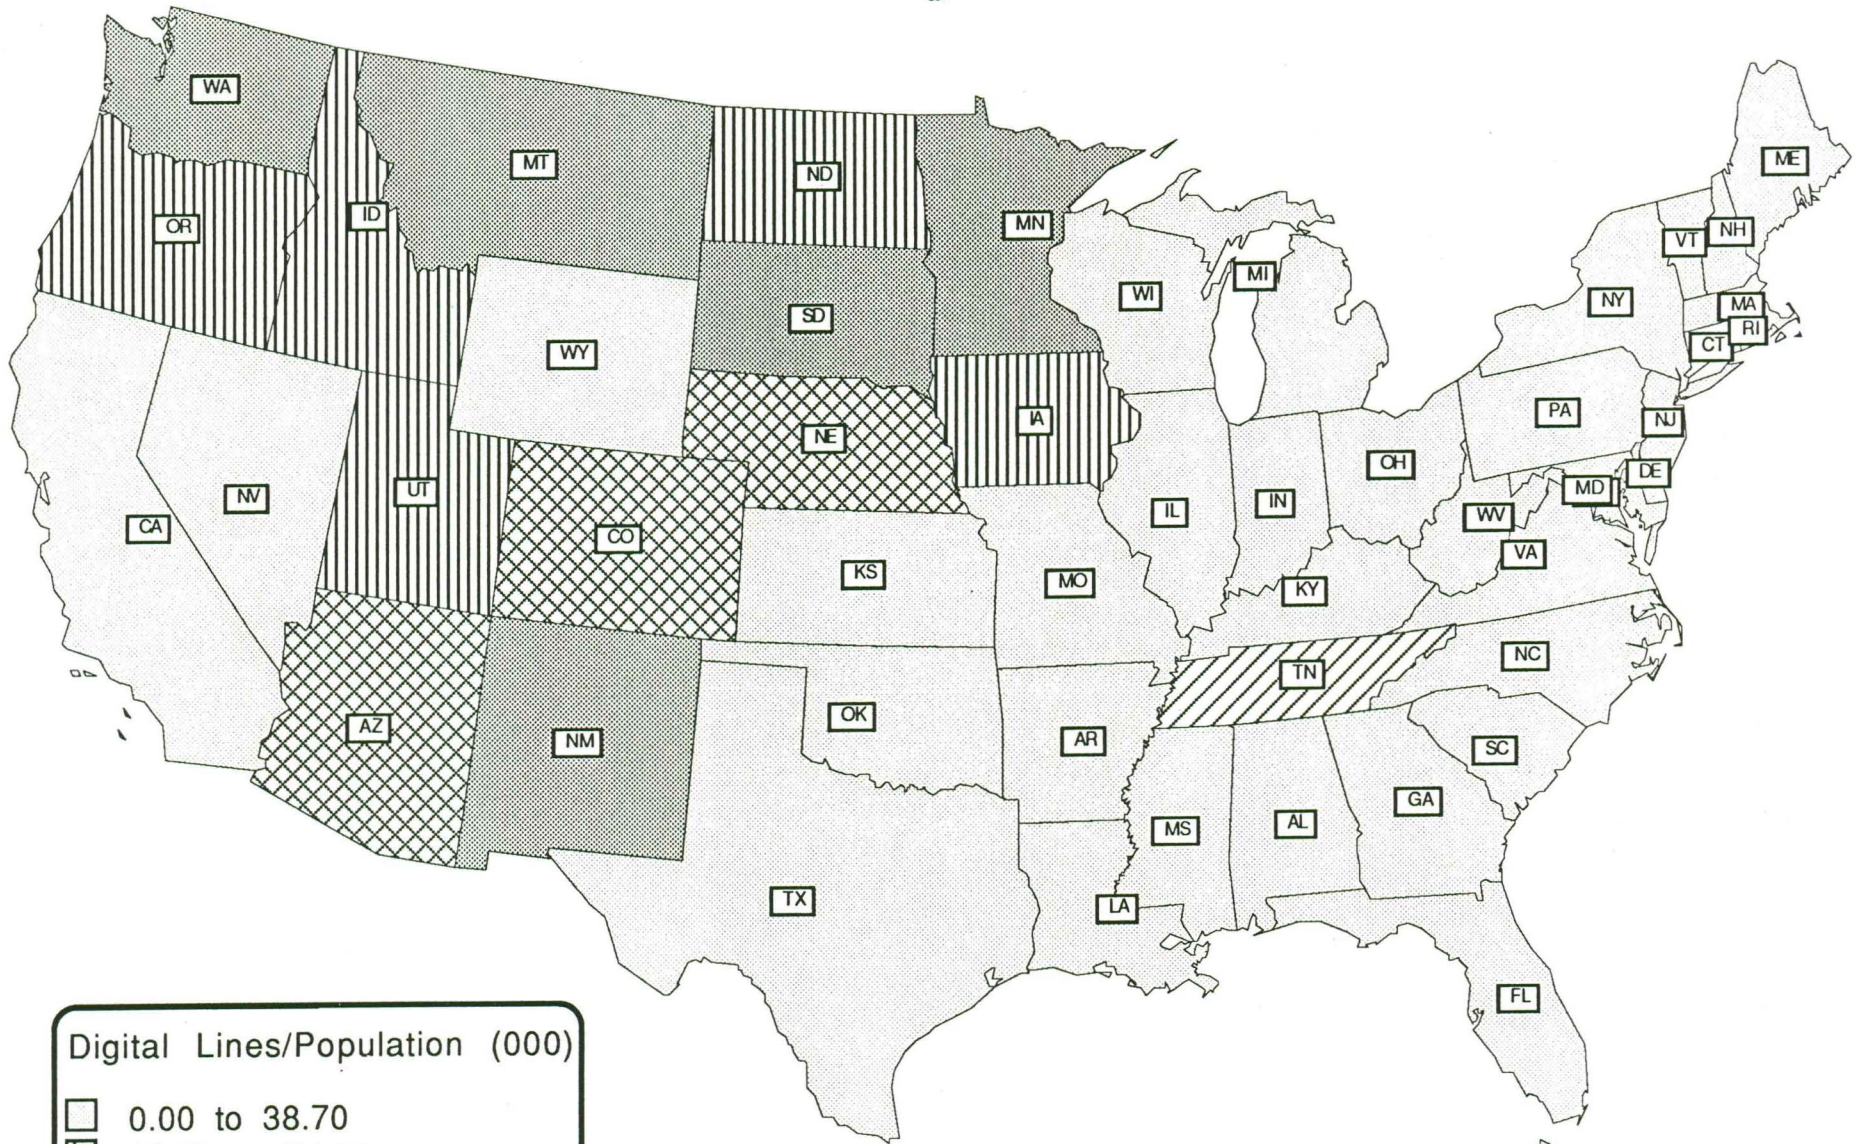 WA
MT
ND
ME
ID
OR
MN
NH
VT
MI
WI
NY
MA
SD
RI
CT
WY
PA
IA
NJ
NE
OH
DE
UT
MD
NV
IN
IL
WV
CA
CO
VA
KS
MO
KY
NC
TN
OK
AZ
AR
NM
SC
GA
AL
MS
TX
LA
FL
Digital Lines/Population (000)
0.00 to 38.70